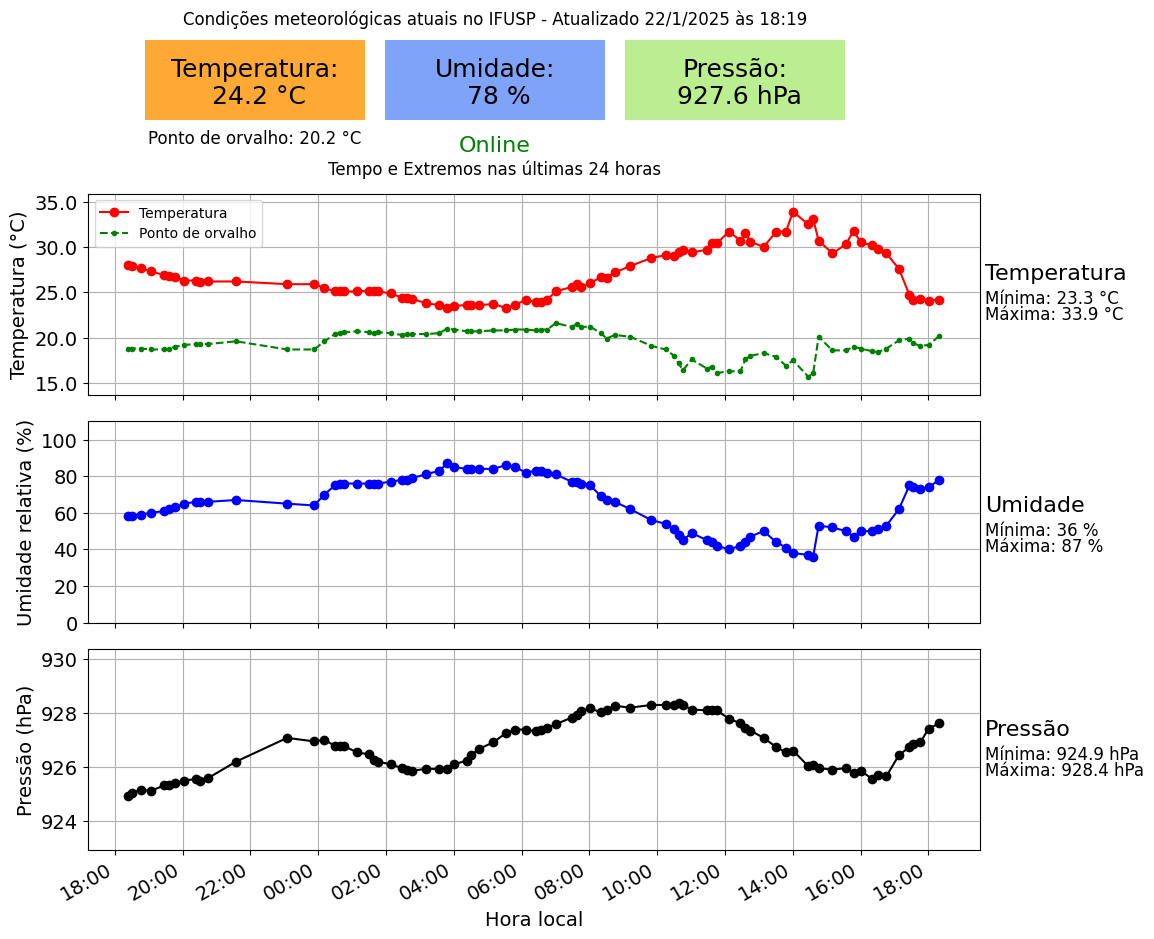 Condições meteorológicas atuais no IFUSP - Atualizado 22/1/2025 às 18:19
Temperatura:
24.2 °C
Umidade:
78 %
Pressão:
927.6 hPa
Ponto de orvalho: 20.2 °C
Online
Tempo e Extremos nas últimas 24 horas
Temperatura (°C)
35.0
30.0
25.0
20.0
15.0
Temperatura
Ponto de orvalho
Temperatura
Mínima: 23.3 °C
Máxima: 33.9 °C
Umidade relativa (%)
100
80
60
40
20
0
Umidade
Mínima: 36 %
Máxima: 87 %
Pressão (hPa)
930
928
926
924
Pressão
Mínima: 924.9 hPa
Máxima: 928.4 hPa
18:00 20:00 22:00 00:00 02:00 04:00 06:00 08:00 10:00 12:00 14:00 16:00 18:00
Hora local